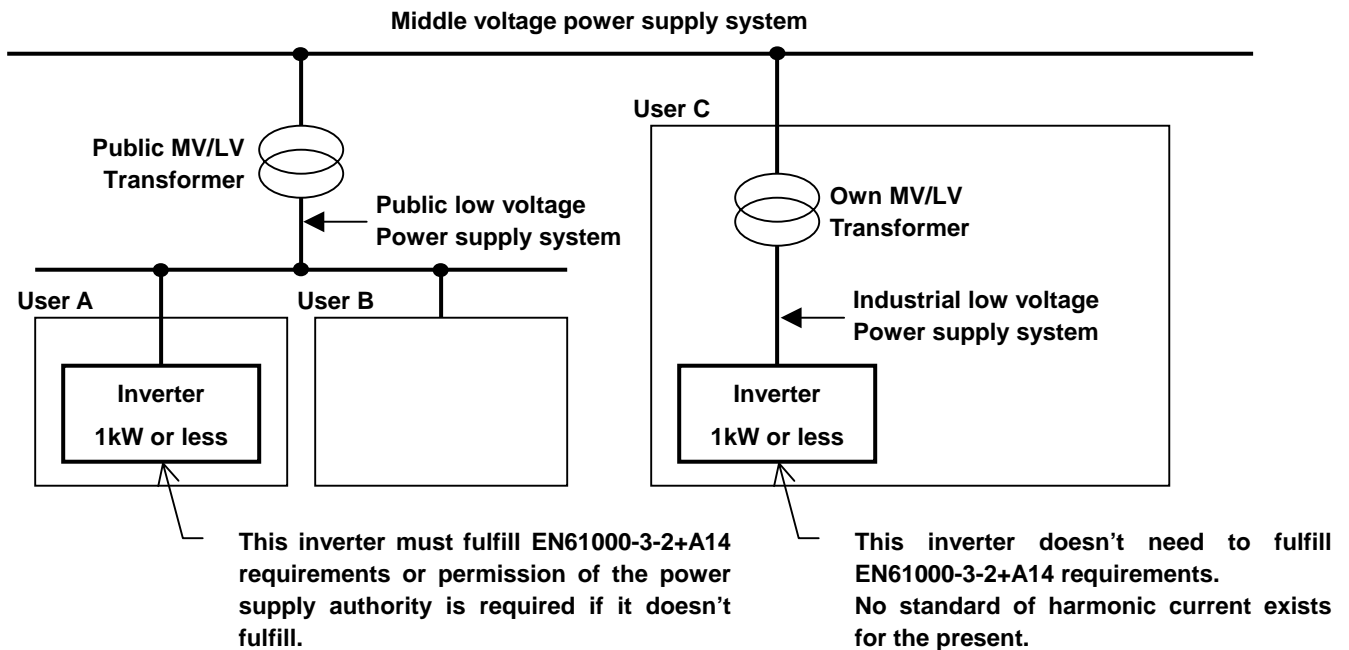 Middle voltage power supply system
User C
Public MV/LV
Transformer
Own MV/LV
Transformer
Public low voltage
Power supply system
User A
User B
Industrial low voltage
Power supply system
Inverter
1kW or less
Inverter
1kW or less
This inverter must fulfill EN61000-3-2+A14
requirements or permission of the power
supply authority is required if it doesn’t
fulfill.
This inverter doesn’t need to fulfill
EN61000-3-2+A14 requirements.
No standard of harmonic current exists
for the present.